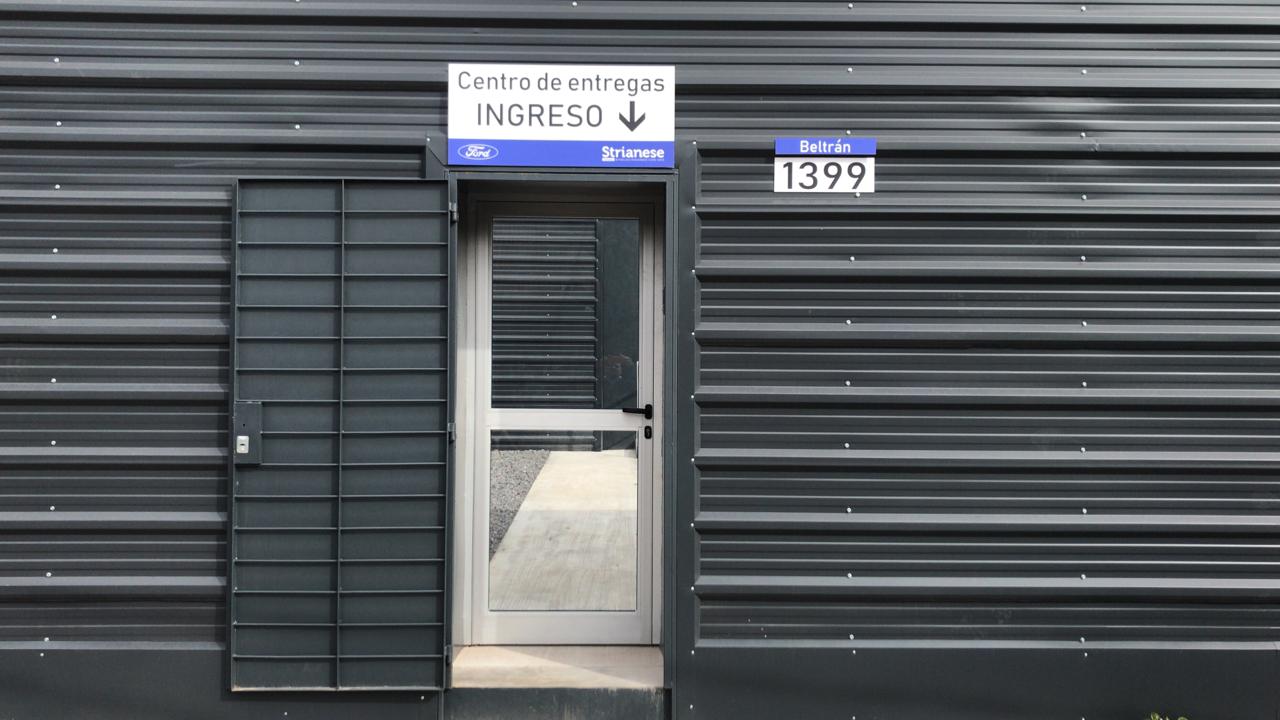 Centro de entregas
INGRESO ↓
Ford
Strianese
Beltrán
1399